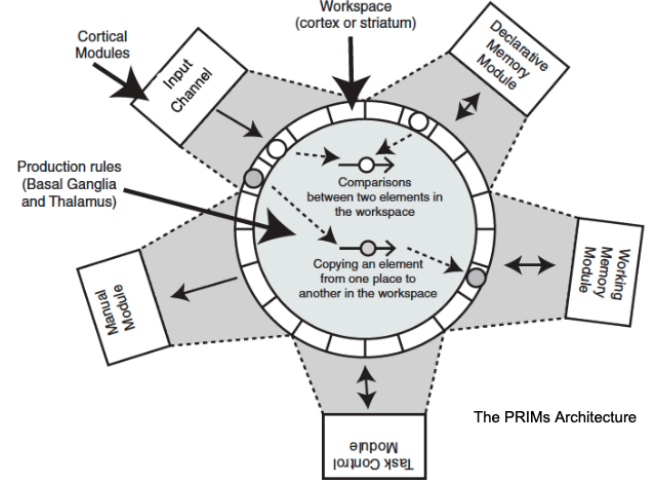 Workspace
(cortex or striatum)
Cortical
Modules
Input
Channel
Declarative
Memory
Module
Production rules
(Basal Ganglia
and Thalamus)
Comparisons
between two elements in
the workspace
Copying an element
from one place to
another in the workspace
Working
Memory
Module
Manual
Module
Task Control
Module
The PRIMs Architecture